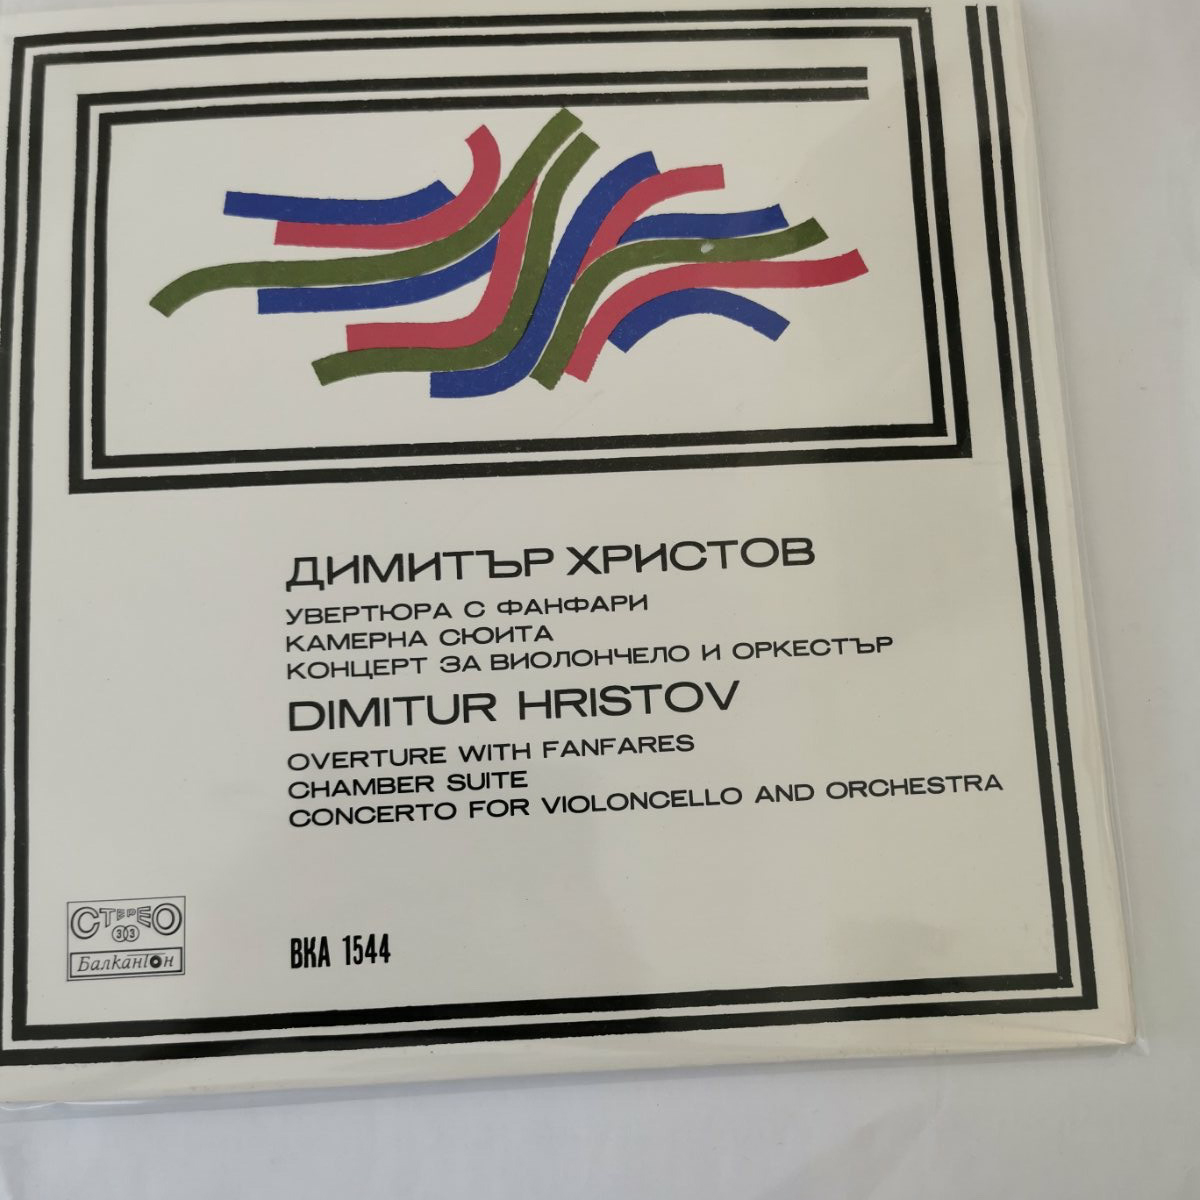 ДИМИТЪР ХРИСТОВ
УВЕРТЮРА С ФАНФАРИ
КАМЕРНА СЮИТА
КОНЦЕРТ ЗА ВИОЛОНЧЕЛО И ОРКЕСТЪР
DIMITUR HRISTOV
OVERTURE WITH FANFARES
CHAMBER SUITE
CONCERTO FOR VIOLONCELLO AND ORCHESTRA
СТЕРЕО
33
Балкантон
ВКА 1544